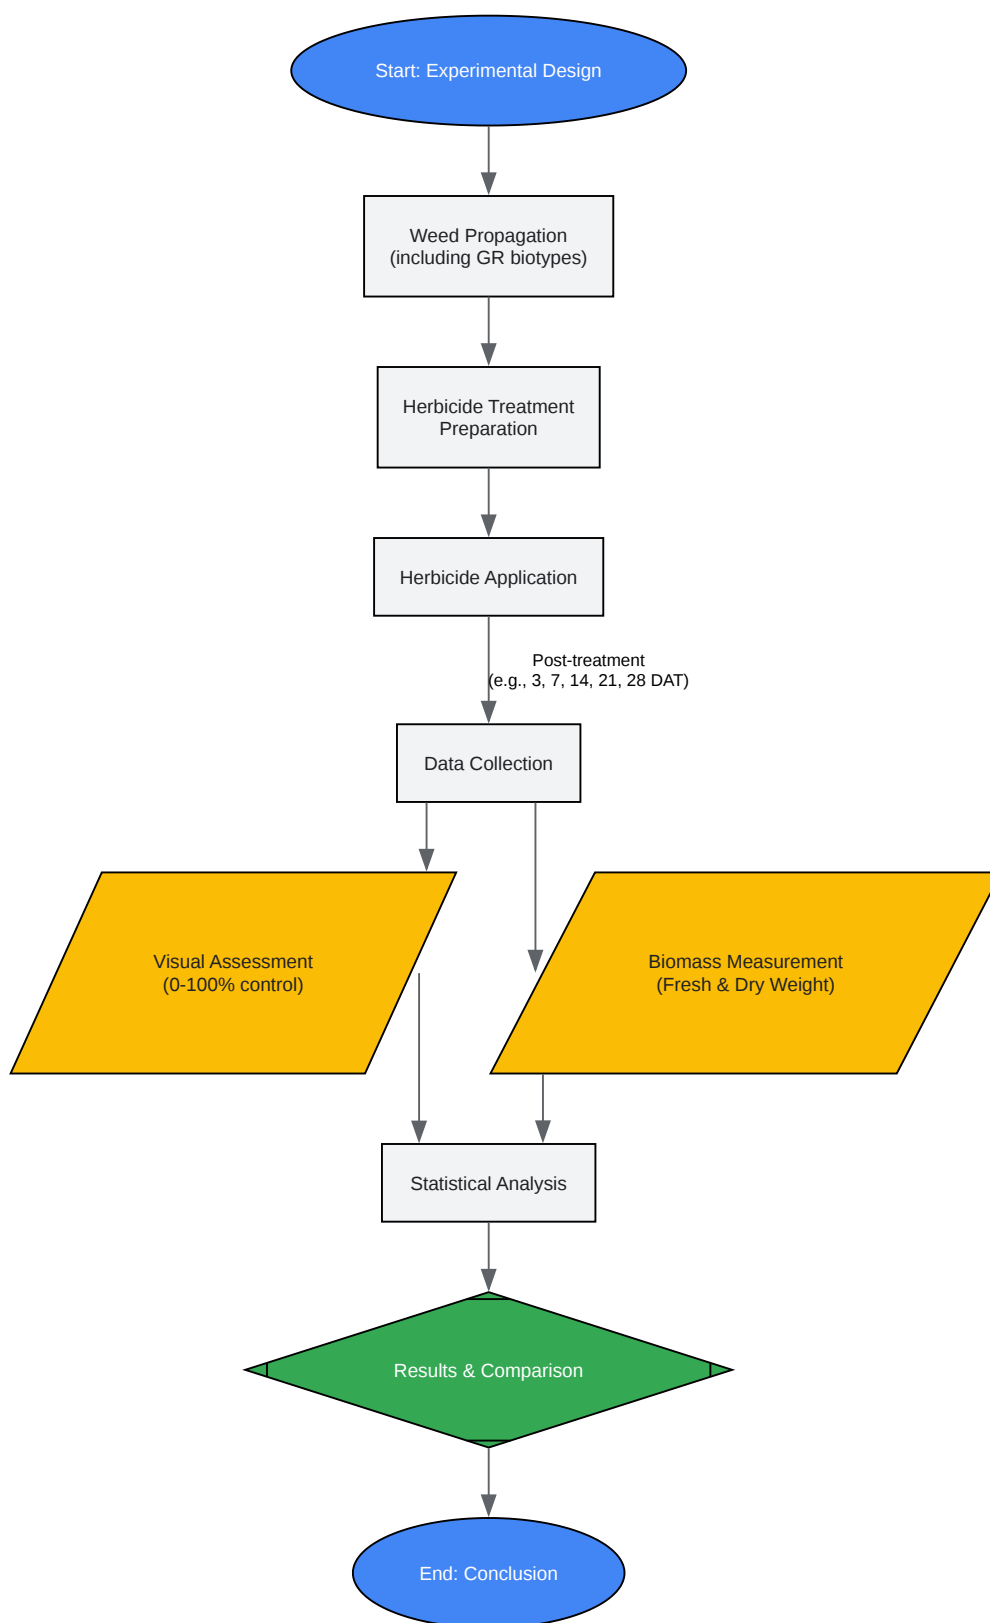 Start: Experimental Design
Weed Propagation
(including GR biotypes)
Herbicide Treatment
Preparation
Herbicide Application
Post-treatment
(e.g., 3, 7, 14, 21, 28 DAT)
Data Collection
Visual Assessment
(0-100% control)
Biomass Measurement
(Fresh & Dry Weight)
Statistical Analysis
Results & Comparison
End: Conclusion